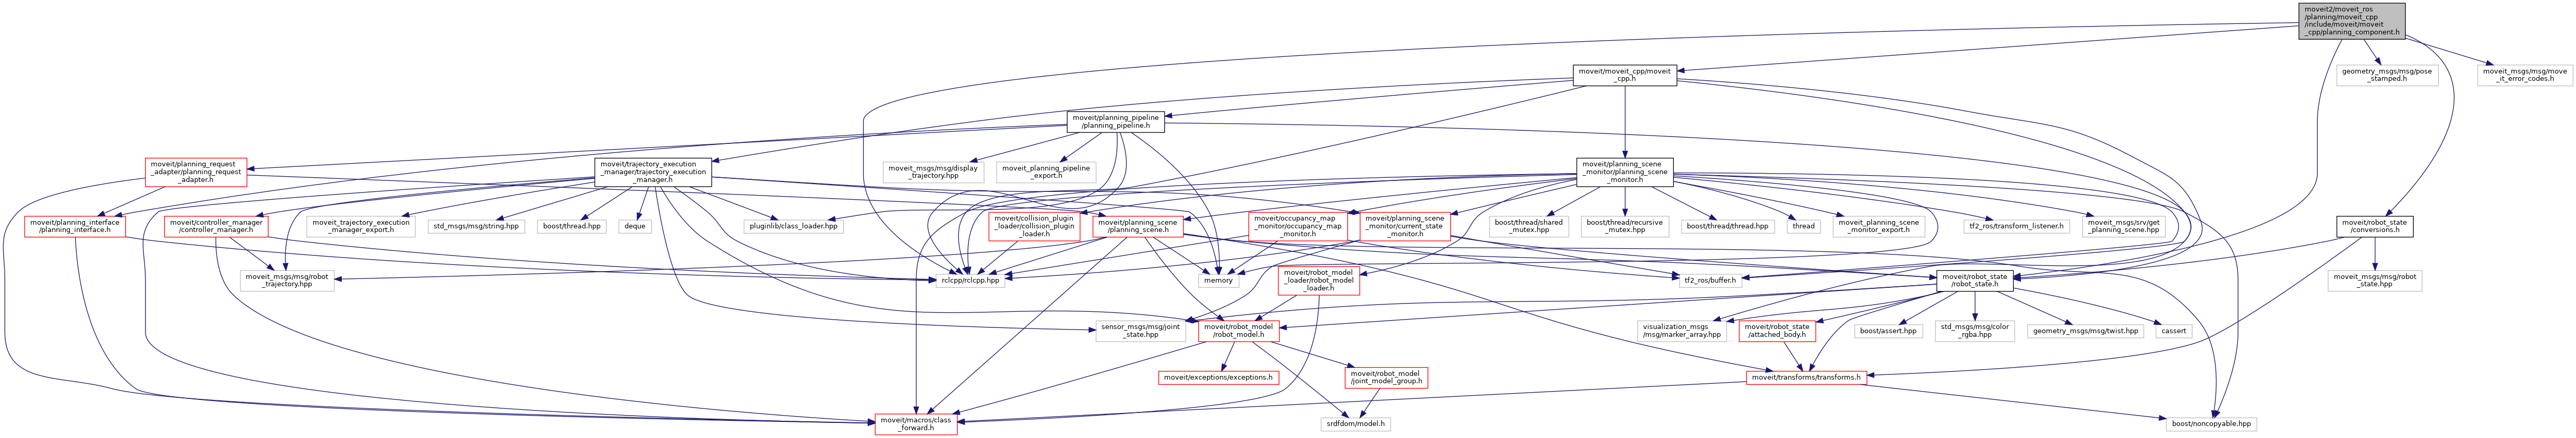 moveit2/moveit_ros
/planning/moveit_cpp
/include/moveit/moveit
_cpp/planning_component.h
moveit/moveit_cpp/moveit
_cpp.h
geometry_msgs/msg/pose
_stamped.h
moveit_msgs/msg/move
_it_error_codes.h
moveit/planning_pipeline
/planning_pipeline.h
moveit/planning_request
_adapter/planning_request
_adapter.h
moveit/trajectory_execution
_manager/trajectory_execution
_manager.h
moveit_msgs/msg/display
_trajectory.hpp
moveit_planning_pipeline
_export.h
moveit/planning_scene
_monitor/planning_scene
_monitor.h
moveit/planning_interface
/planning_interface.h
moveit/controller_manager
/controller_manager.h
moveit_trajectory_execution
_manager_export.h
std_msgs/msg/string.hpp
boost/thread.hpp
deque
pluginlib/class_loader.hpp
moveit/collision_plugin
_loader/collision_plugin
_loader.h
moveit/planning_scene
/planning_scene.h
moveit/occupancy_map
_monitor/occupancy_map
_monitor.h
moveit/planning_scene
_monitor/current_state
_monitor.h
boost/thread/shared
_mutex.hpp
boost/thread/recursive
_mutex.hpp
boost/thread/thread.hpp
thread
moveit_planning_scene
_monitor_export.h
tf2_ros/transform_listener.h
moveit_msgs/srv/get
_planning_scene.hpp
moveit/robot_state
/conversions.h
moveit_msgs/msg/robot
_trajectory.hpp
rclcpp/rclcpp.hpp
memory
moveit/robot_model
_loader/robot_model
_loader.h
tf2_ros/buffer.h
moveit/robot_state
/robot_state.h
moveit_msgs/msg/robot
_state.hpp
sensor_msgs/msg/joint
_state.hpp
moveit/robot_model
/robot_model.h
visualization_msgs
/msg/marker_array.hpp
moveit/robot_state
/attached_body.h
boost/assert.hpp
std_msgs/msg/color
_rgba.hpp
geometry_msgs/msg/twist.hpp
cassert
moveit/exceptions/exceptions.h
moveit/robot_model
/joint_model_group.h
moveit/transforms/transforms.h
moveit/macros/class
_forward.h
srdfdom/model.h
boost/noncopyable.hpp